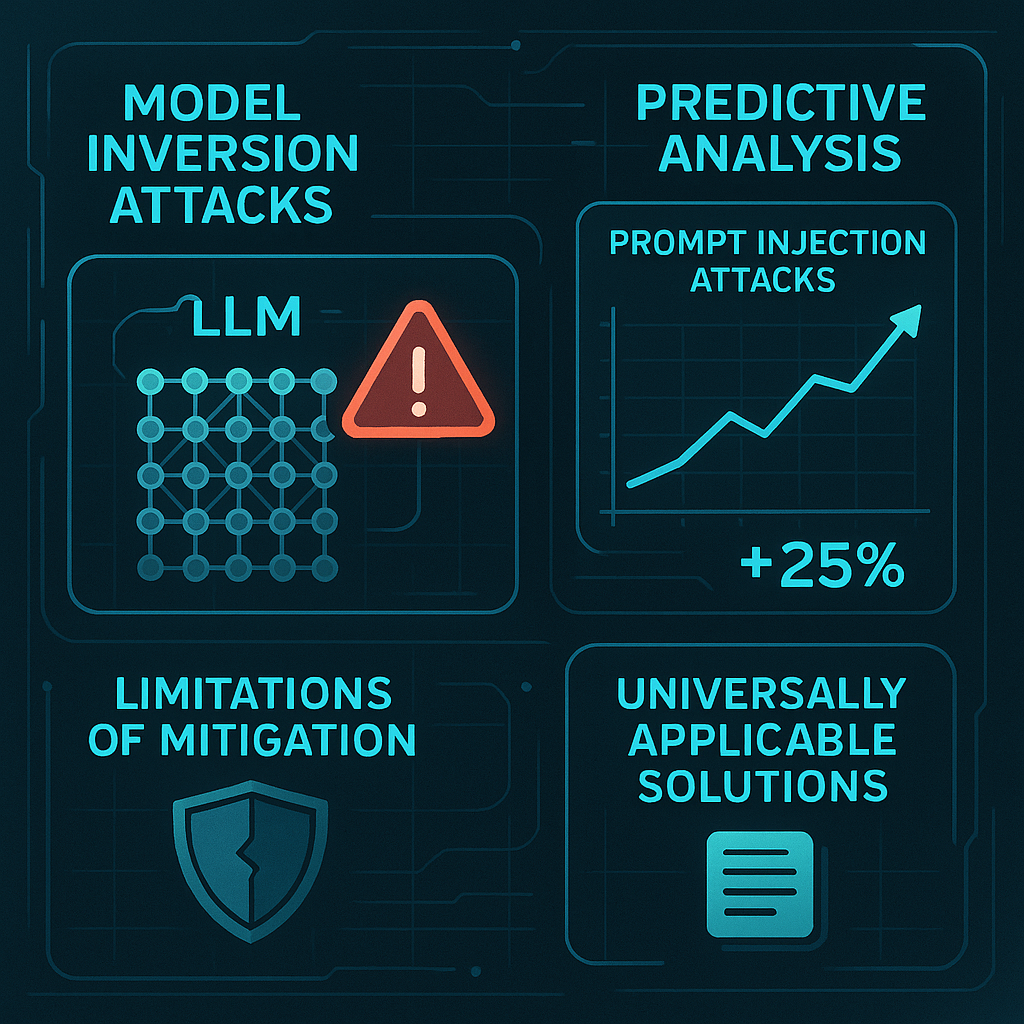 MODEL
INVERSION
ATTACKS
LLM
PREDICTIVE
ANALYSIS
PROMPT INJECTION
ATTACKS
+25%
LIMITATIONS
OF MITIGATION
UNIVERSALLY
APPLICABLE
SOLUTIONS